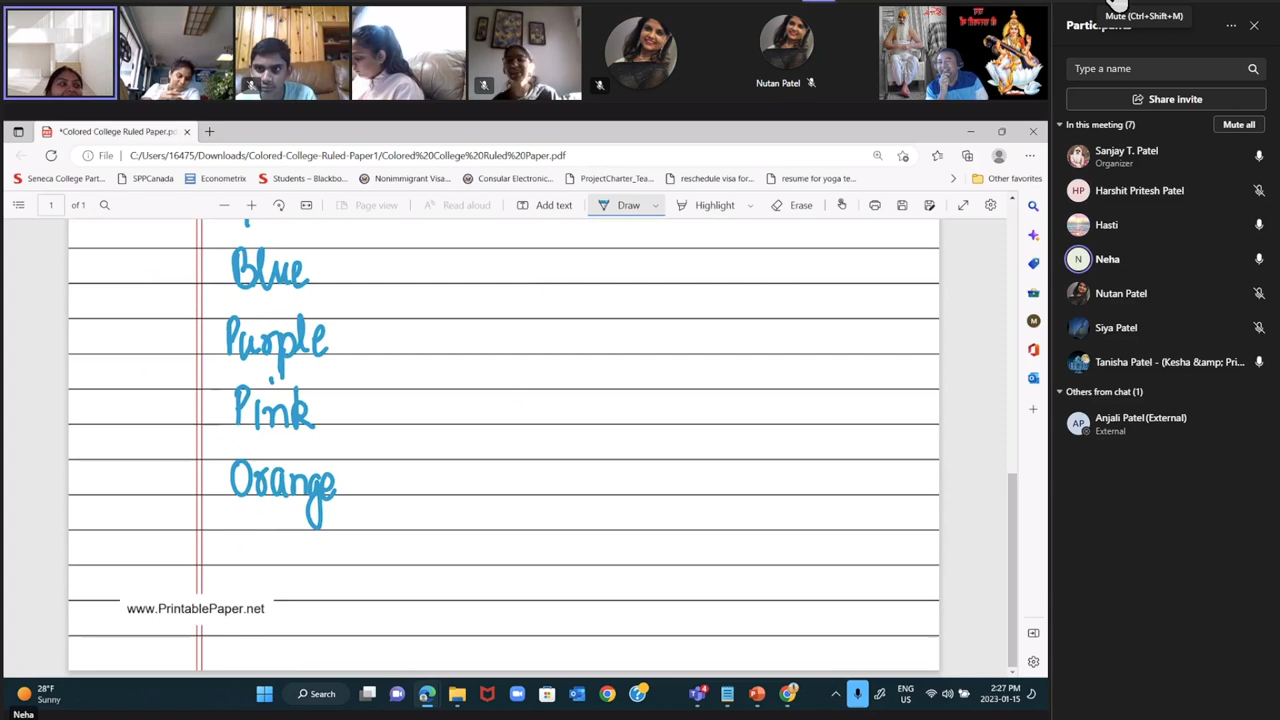 Mute (Ctrl+Shift+M)
Participants
Type a name
Share invite
In this meeting (7)
Mute all
Sanjay T. Patel
Organizer
HP
Harshit Pritesh Patel
Hasti
N
Neha
Nutan Patel
Siya Patel
Tanisha Patel - (Kesha &amp; Pri...
Others from chat (1)
AP
Anjali Patel (External)
External
Nutan Patel
*Colored College Ruled Paper.pdf
File
C:/Users/16475/Downloads/Colored-College-Ruled-Paper1/Colored%20College%20Ruled%20Paper.pdf
Seneca College Part...
SPPCanada
Econometrix
Students – Blackbo...
Nonimmigrant Visa...
Consular Electronic...
ProjectCharter_Tea...
reschedule visa for...
resume for yoga te...
Other favorites
1 of 1
Page view
Read aloud
Add text
Draw
Highlight
Erase
Blue
Purple
Pink
Orange
www.PrintablePaper.net
M
28°F
Sunny
Search
ENG
US
2:27 PM
2023-01-15
Neha